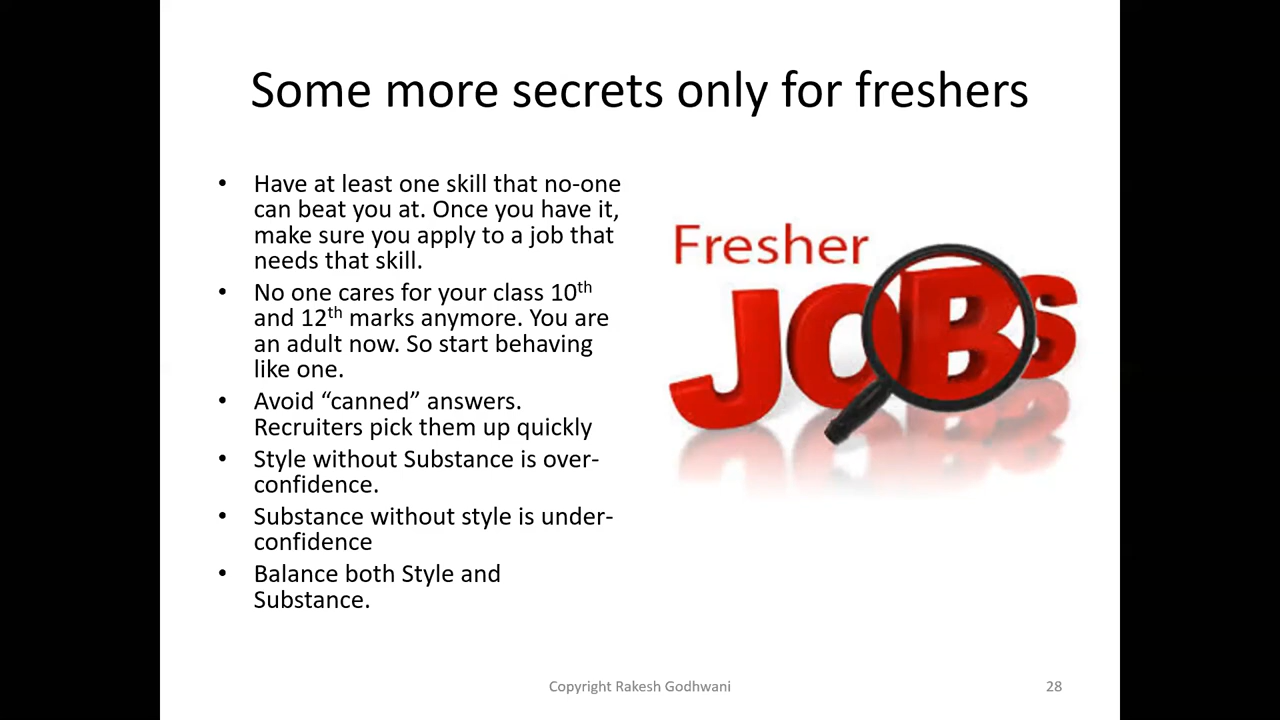 Some more secrets only for freshers
• Have at least one skill that no-one
can beat you at. Once you have it,
make sure you apply to a job that
needs that skill.
• No one cares for your class 10th
and 12th marks anymore. You are
an adult now. So start behaving
like one.
• Avoid “canned” answers.
Recruiters pick them up quickly
• Style without Substance is over-
confidence.
• Substance without style is under-
confidence
• Balance both Style and
Substance.
Fresher
JOBS
Copyright Rakesh Godhwani
28